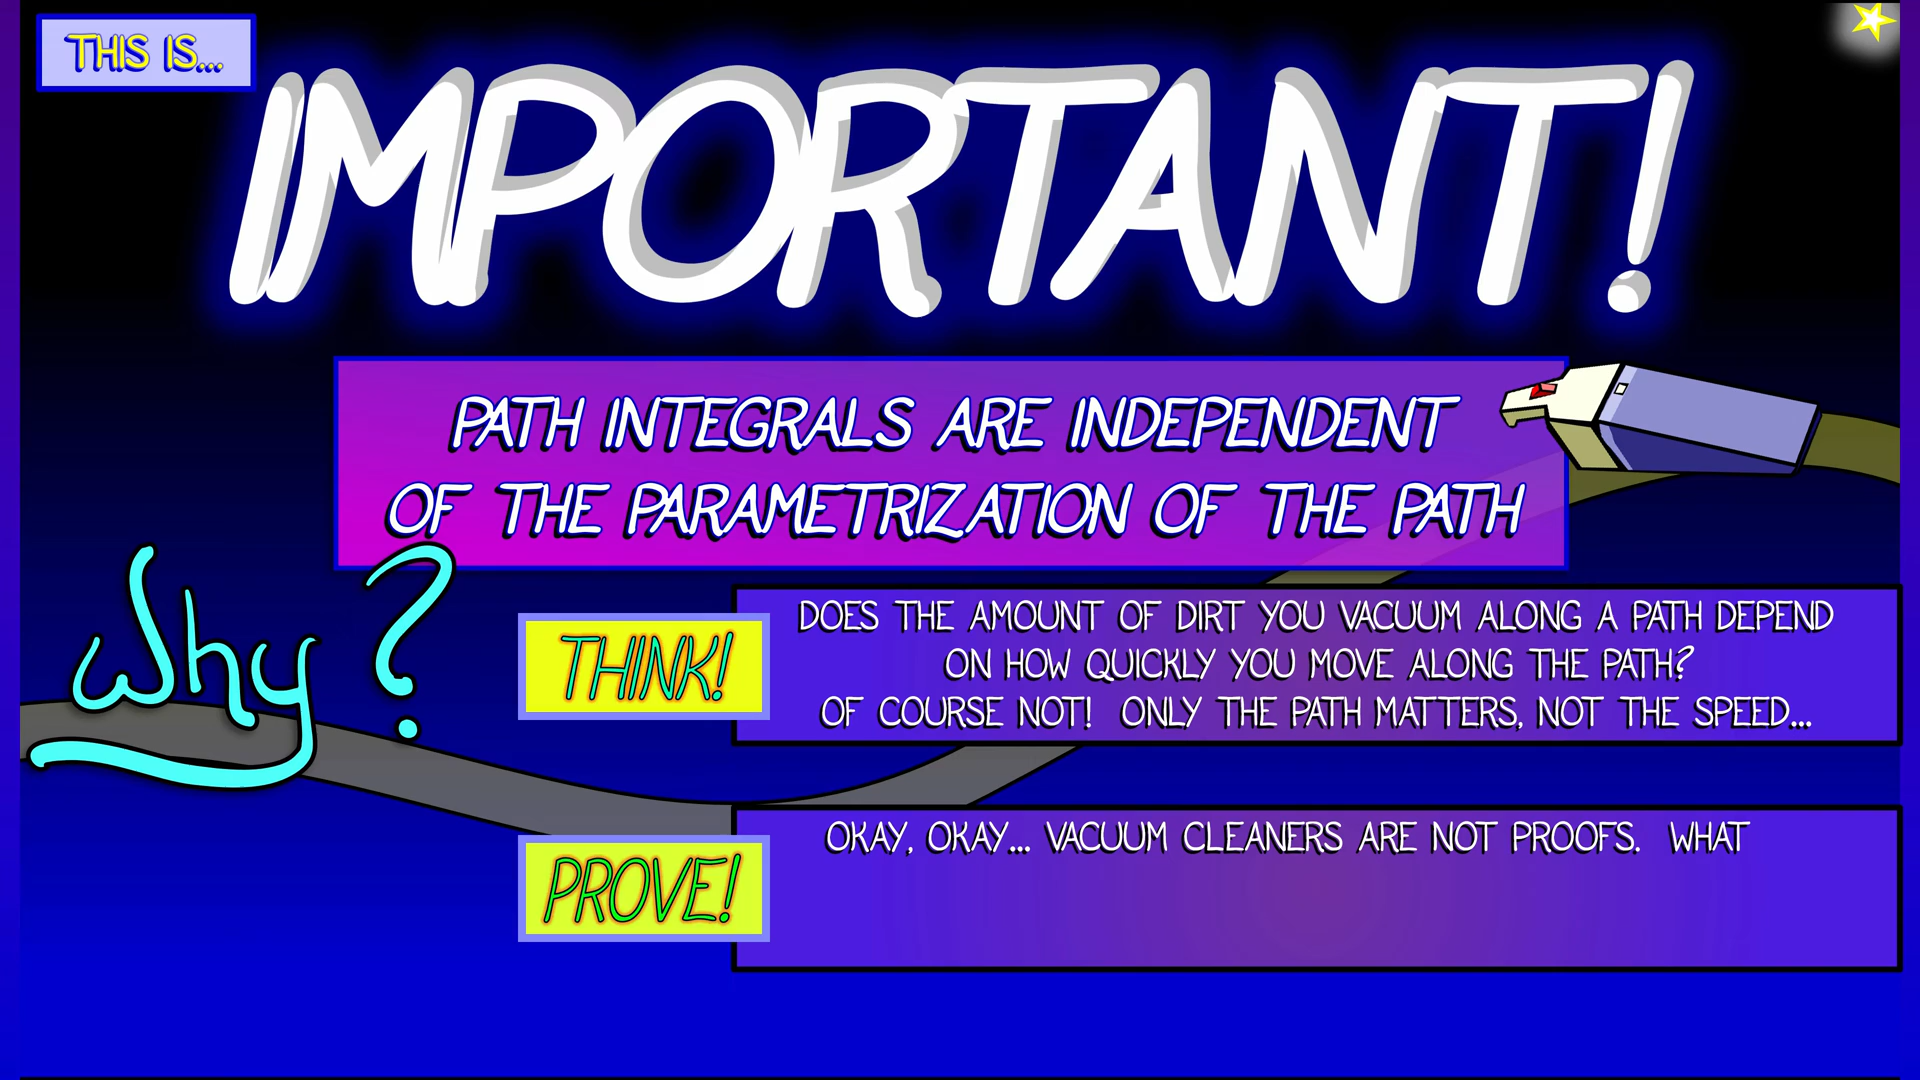 THIS IS...
IMPORTANT!
PATH INTEGRALS ARE INDEPENDENT
OF THE PARAMETRIZATION OF THE PATH
Why?
THINK!
DOES THE AMOUNT OF DIRT YOU VACUUM ALONG A PATH DEPEND
ON HOW QUICKLY YOU MOVE ALONG THE PATH?
OF COURSE NOT! ONLY THE PATH MATTERS, NOT THE SPEED...
PROVE!
OKAY, OKAY... VACUUM CLEANERS ARE NOT PROOFS. WHAT